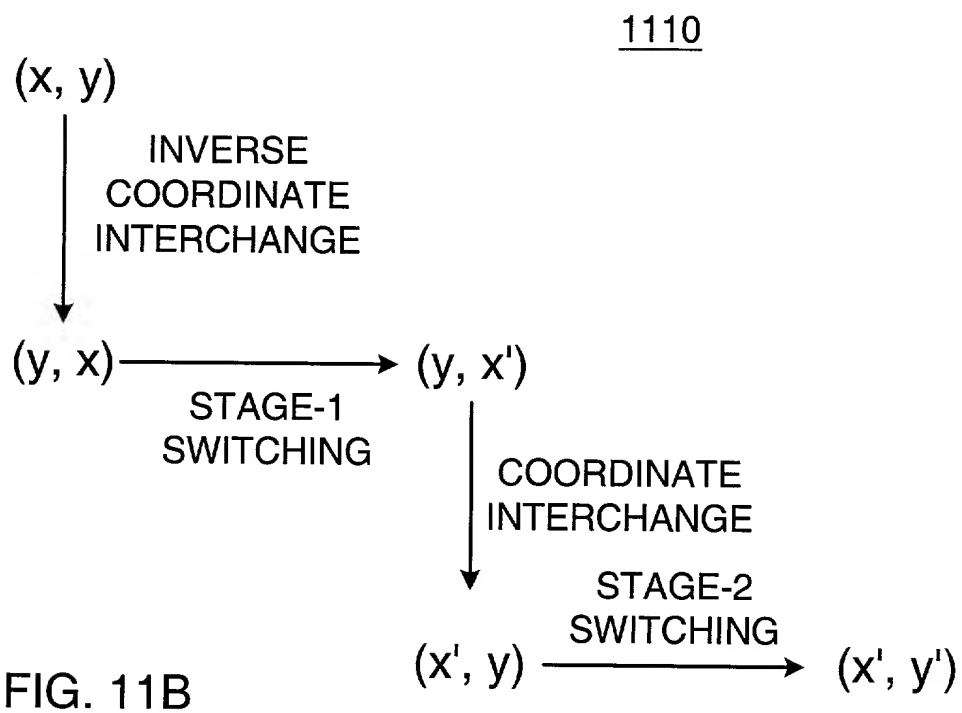 1110
(x, y)
INVERSE
COORDINATE
INTERCHANGE
(y, x)
(y, x')
STAGE-1
SWITCHING
COORDINATE
INTERCHANGE
STAGE-2
SWITCHING
(x', y)
(x', y')
FIG. 11B